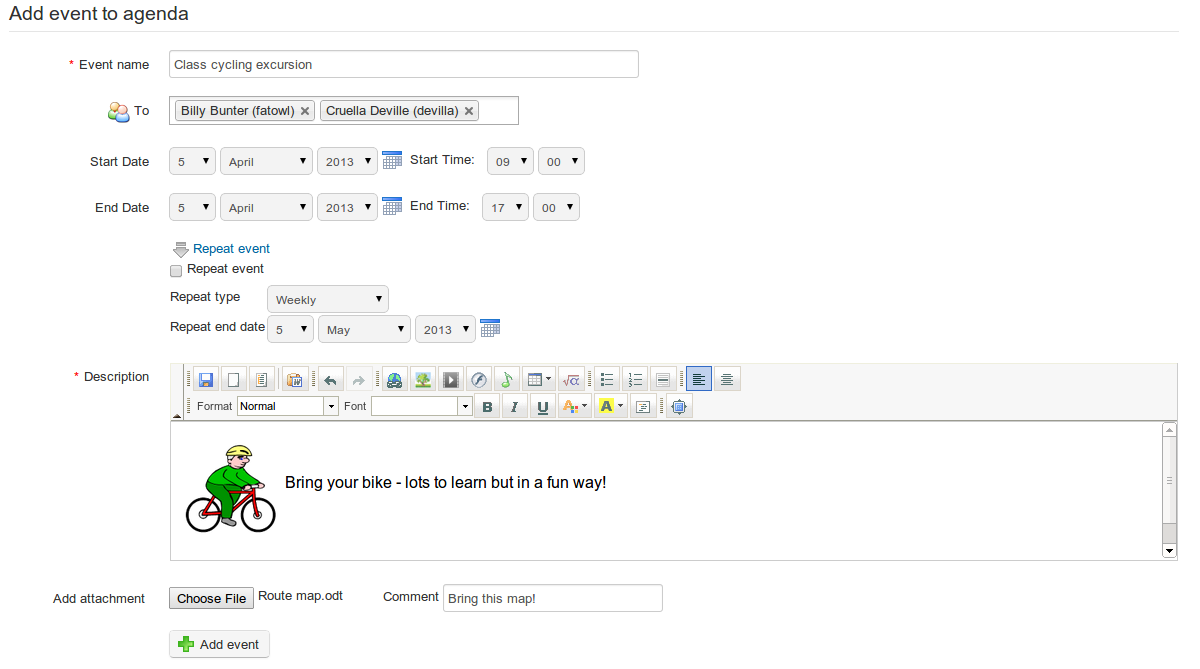 Add event to agenda
* Event name Class cycling excursion
To Billy Bunter (fatowl) × Cruella Deville (devilla) ×
Start Date 5 April 2013 Start Time: 09 00
End Date 5 April 2013 End Time: 17 00
Repeat event
Repeat event
Repeat type Weekly
Repeat end date 5 May 2013
* Description
Format Normal Font B I U A A
Bring your bike - lots to learn but in a fun way!
Add attachment Choose File Route map.odt Comment Bring this map!
Add event